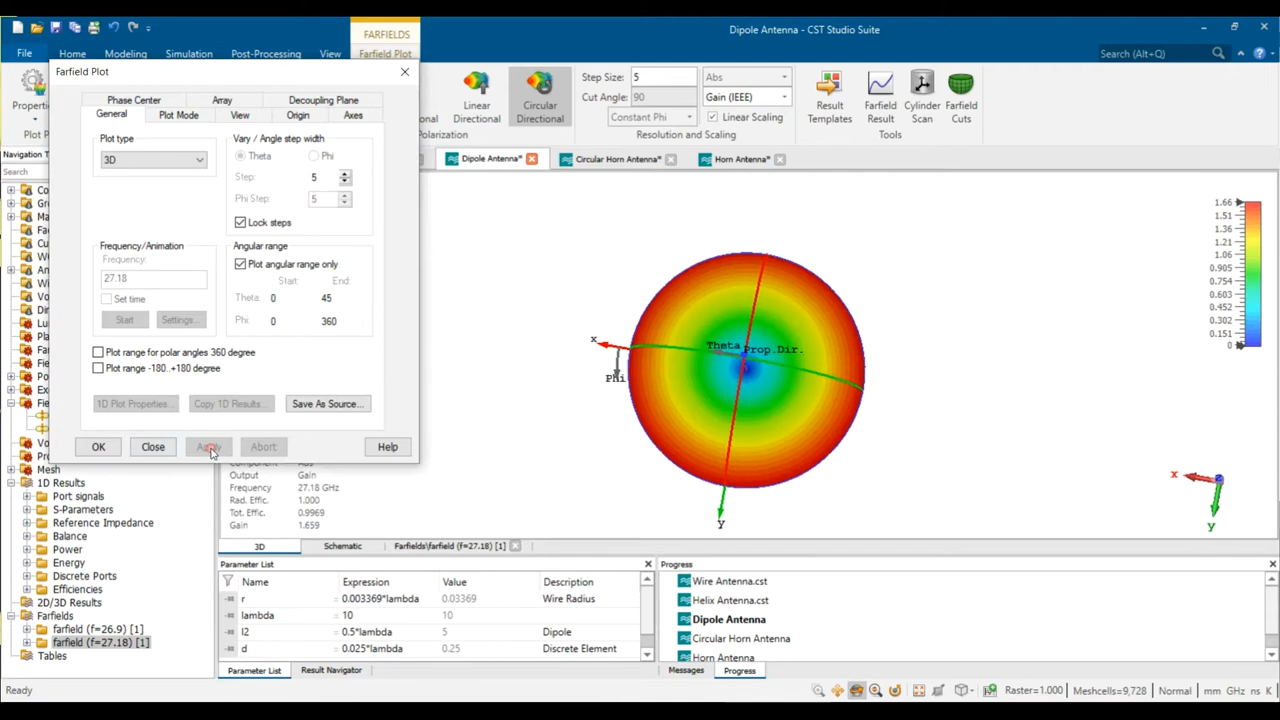 FARFIELDS
Dipole Antenna - CST Studio Suite
File
Home
Modeling
Simulation
Post-Processing
View
Farfield Plot
Search (Alt+Q)
Farfield Plot
Phase Center
Array
Decoupling Plane
General
Plot Mode
View
Origin
Axes
Plot type
3D
Vary / Angle step width
Theta
Phi
Step:
5
Phi Step:
5
Lock steps
Frequency/Animation
Frequency:
27.18
Set time
Start
Settings...
Angular range
Plot angular range only
Start:
End:
Theta:
0
45
Phi:
0
360
Plot range for polar angles 360 degree
Plot range -180..+180 degree
1D Plot Properties...
Copy 1D Results...
Save As Source...
OK
Close
Apply
Abort
Help
Linear
Directional
Circular
Directional
Polarization
Step Size:
5
Abs
Cut Angle:
90
Gain (IEEE)
Constant Phi
Linear Scaling
Resolution and Scaling
Result
Templates
Farfield
Result
Cylinder
Scan
Farfield
Cuts
Tools
Dipole Antenna*
Circular Horn Antenna*
Horn Antenna*
1.66
1.51
1.36
1.21
1.06
0.905
0.754
0.603
0.452
0.302
0.151
0
x
Phi
Theta
Prop.Dir.
y
x
y
Component
Abs
Output
Gain
Frequency
27.18 GHz
Rad. Effic.
1.000
Tot. Effic.
0.9969
Gain
1.659
3D
Schematic
Farfields\farfield (f=27.18) [1]
Properties
Plot P
Navigation T
Search
Mesh
1D Results
Port signals
S-Parameters
Reference Impedance
Balance
Power
Energy
Discrete Ports
Efficiencies
2D/3D Results
Farfields
farfield (f=26.9) [1]
farfield (f=27.18) [1]
Tables
Parameter List
Name
Expression
Value
Description
r
= 0.003369*lambda
0.03369
Wire Radius
lambda
= 10
10
l2
= 0.5*lambda
5
Dipole
d
= 0.025*lambda
0.25
Discrete Element
Parameter List
Result Navigator
Progress
Wire Antenna.cst
Helix Antenna.cst
Dipole Antenna
Circular Horn Antenna
Horn Antenna
Messages
Progress
Ready
Raster=1.000
Meshcells=9,728
Normal
mm GHz ns K